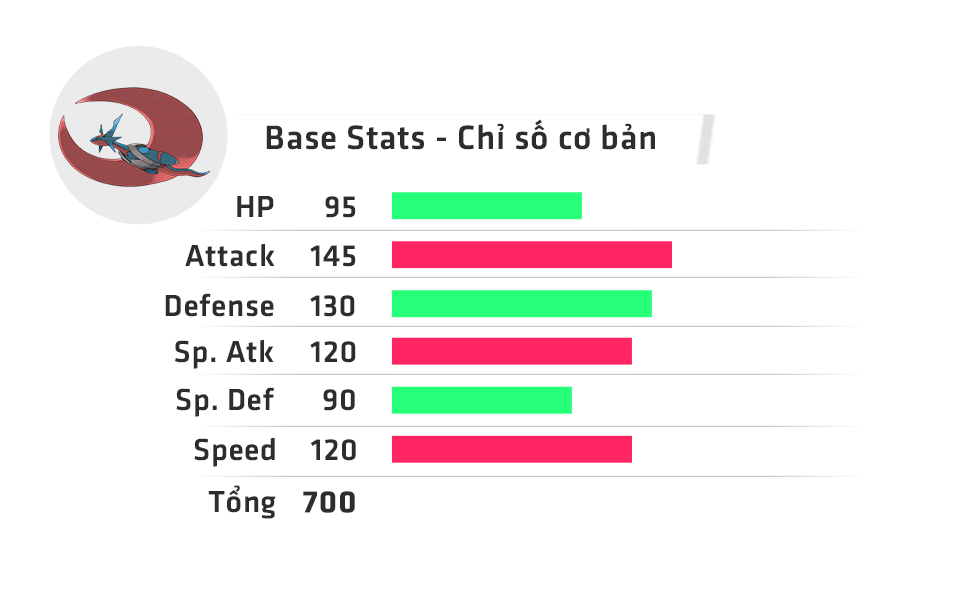 Base Stats - Chỉ số cơ bản
HP 95
Attack 145
Defense 130
Sp. Atk 120
Sp. Def 90
Speed 120
Tổng 700